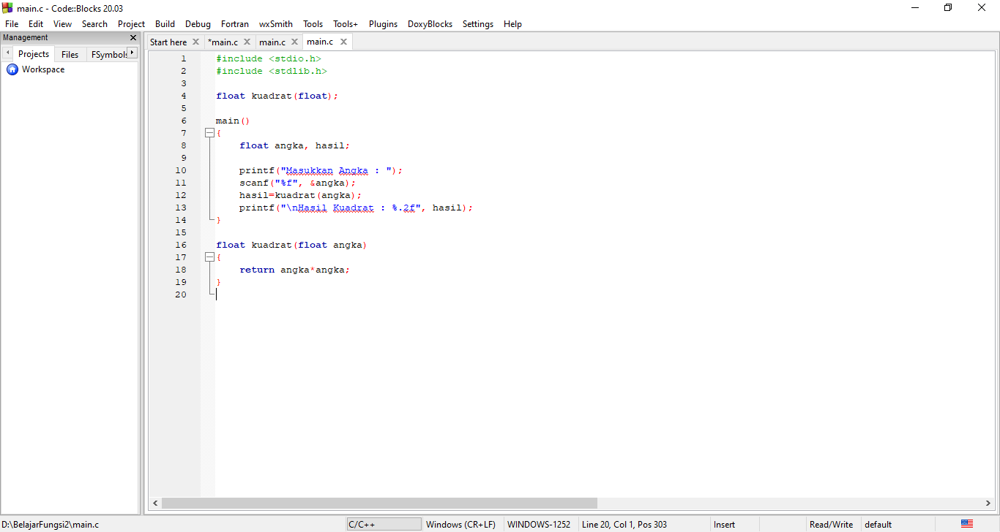 main.c - Code::Blocks 20.03
File Edit View Search Project Build Debug Fortran wxSmith Tools Tools+ Plugins DoxyBlocks Settings Help
Management
Start here *main.c main.c main.c
Projects Files FSymbols
Workspace
1 #include <stdio.h>
2 #include <stdlib.h>
3
4 float kuadrat(float);
5
6 main()
7 {
8 float angka, hasil;
9
10 printf("Masukkan Angka : ");
11 scanf("%f", &angka);
12 hasil=kuadrat(angka);
13 printf("\nHasil Kuadrat : %.2f", hasil);
14 }
15
16 float kuadrat(float angka)
17 {
18 return angka*angka;
19 }
20
D:\BelajarFungsi2\main.c C/C++ Windows (CR+LF) WINDOWS-1252 Line 20, Col 1, Pos 303 Insert Read/Write default